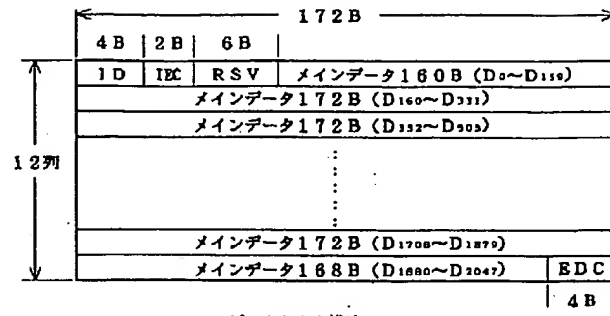 172B
4B 2B 6B
ID IEC RSV メインデータ160B (D0~D159)
メインデータ172B (D160~D331)
メインデータ172B (D332~D503)
12列
メインデータ172B (D1708~D1879)
メインデータ168B (D1880~D2047) EDC
4B